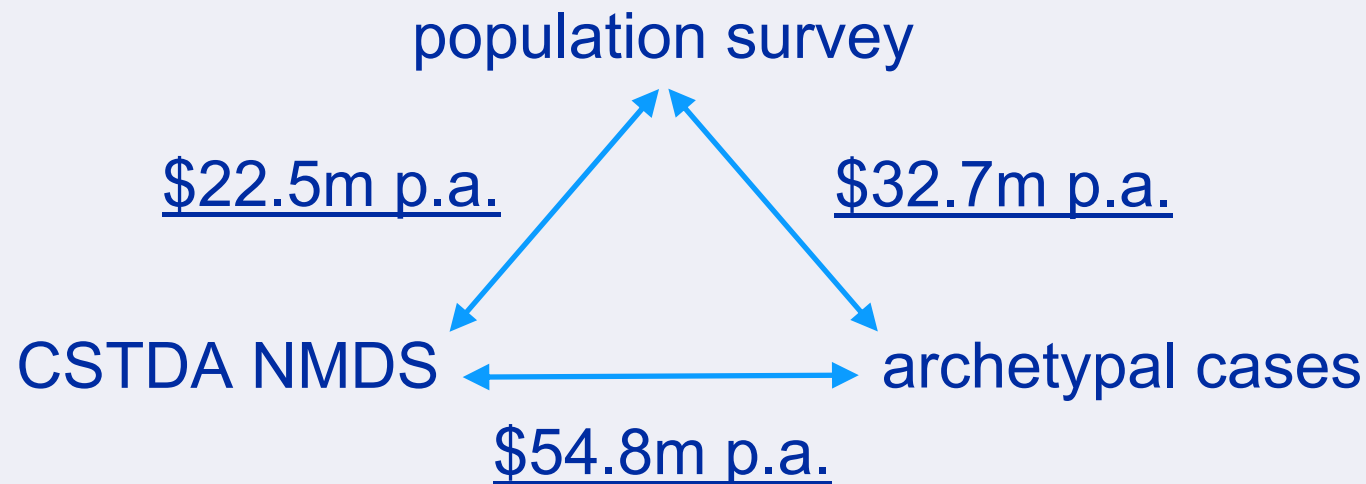 population survey
$22.5m p.a.
$32.7m p.a.
CSTDA NMDS
archetypal cases
$54.8m p.a.